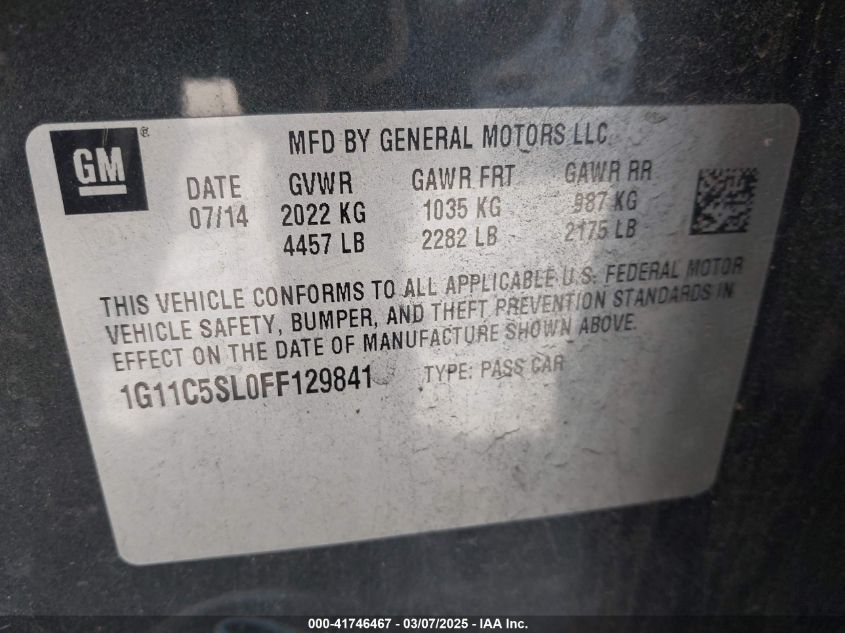 GM ®
MFD BY GENERAL MOTORS LLC
DATE GVWR GAWR FRT GAWR RR
07/14 2022 KG 1035 KG 987 KG
4457 LB 2282 LB 2175 LB
THIS VEHICLE CONFORMS TO ALL APPLICABLE U.S. FEDERAL MOTOR
VEHICLE SAFETY, BUMPER, AND THEFT PREVENTION STANDARDS IN
EFFECT ON THE DATE OF MANUFACTURE SHOWN ABOVE.
1G11C5SL0FF129841 TYPE: PASS CAR
000-41746467 — 03/07/2025 — IAA Inc.